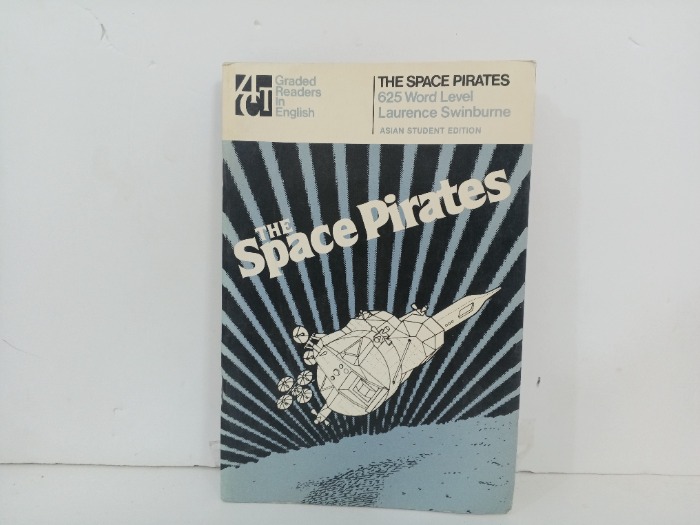 ACT
Graded
Readers
In
English
THE SPACE PIRATES
625 Word Level
Laurence Swinburne
ASIAN STUDENT EDITION
THE
Space Pirates